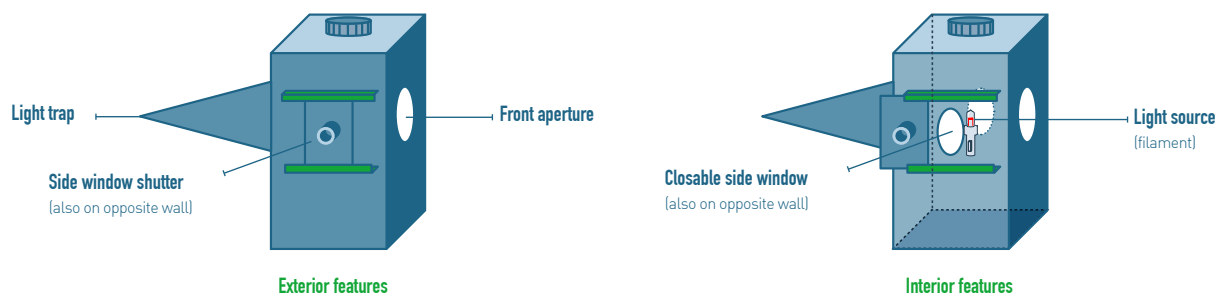 Light trap
Front aperture
Side window shutter
(also on opposite wall)
Exterior features
Light source
(filament)
Closable side window
(also on opposite wall)
Interior features